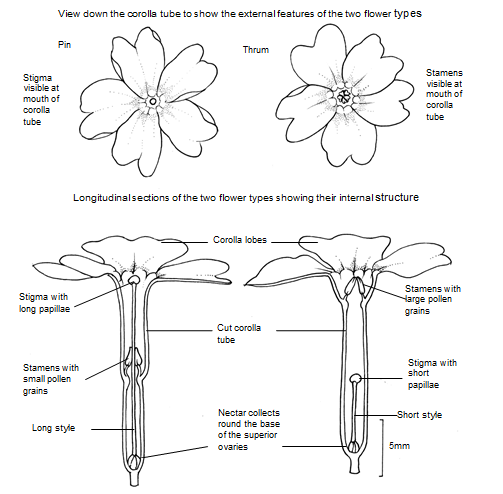 View down the corolla tube to show the external features of the two flower types
Pin
Thrum
Stigma
visible at
mouth of
corolla
tube
Stamens
visible at
mouth of
corolla
tube
Longitudinal sections of the two flower types showing their internal structure
Corolla lobes
Stigma with
long papillae
Stamens with
large pollen
grains
Cut corolla
tube
Stamens with
small pollen
grains
Stigma with
short
papillae
Long style
Nectar collects
round the base
of the superior
ovaries
Short style
5mm